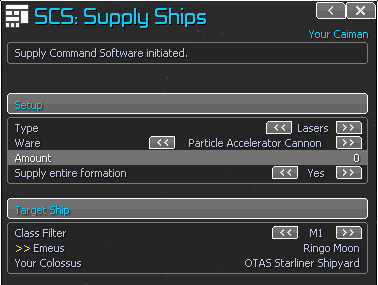 SCS: Supply Ships
Your Caiman
Supply Command Software initiated.
Setup
Type << Lasers >>
Ware << Particle Accelerator Cannon >>
Amount 0
Supply entire formation << Yes >>
Target Ship
Class Filter << M1 >>
>> Emeus Ringo Moon
Your Colossus OTAS Starliner Shipyard